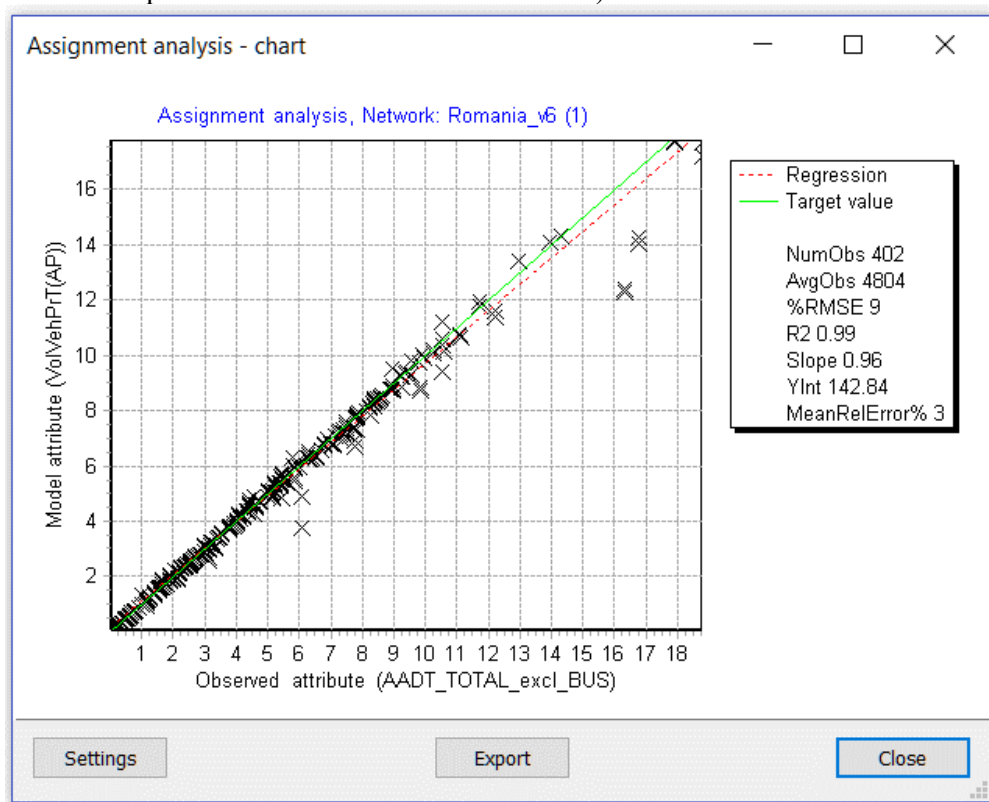 Assignment analysis - chart
Assignment analysis, Network: Romania_v6 (1)
Model attribute (VolVehPrT(AP))
16
14
12
10
8
6
4
2
1 2 3 4 5 6 7 8 9 10 11 12 13 14 15 16 17 18
Observed attribute (AADT_TOTAL_excl_BUS)
Regression
Target value
NumObs 402
AvgObs 4804
%RMSE 9
R2 0.99
Slope 0.96
YInt 142.84
MeanRelError% 3
Settings
Export
Close